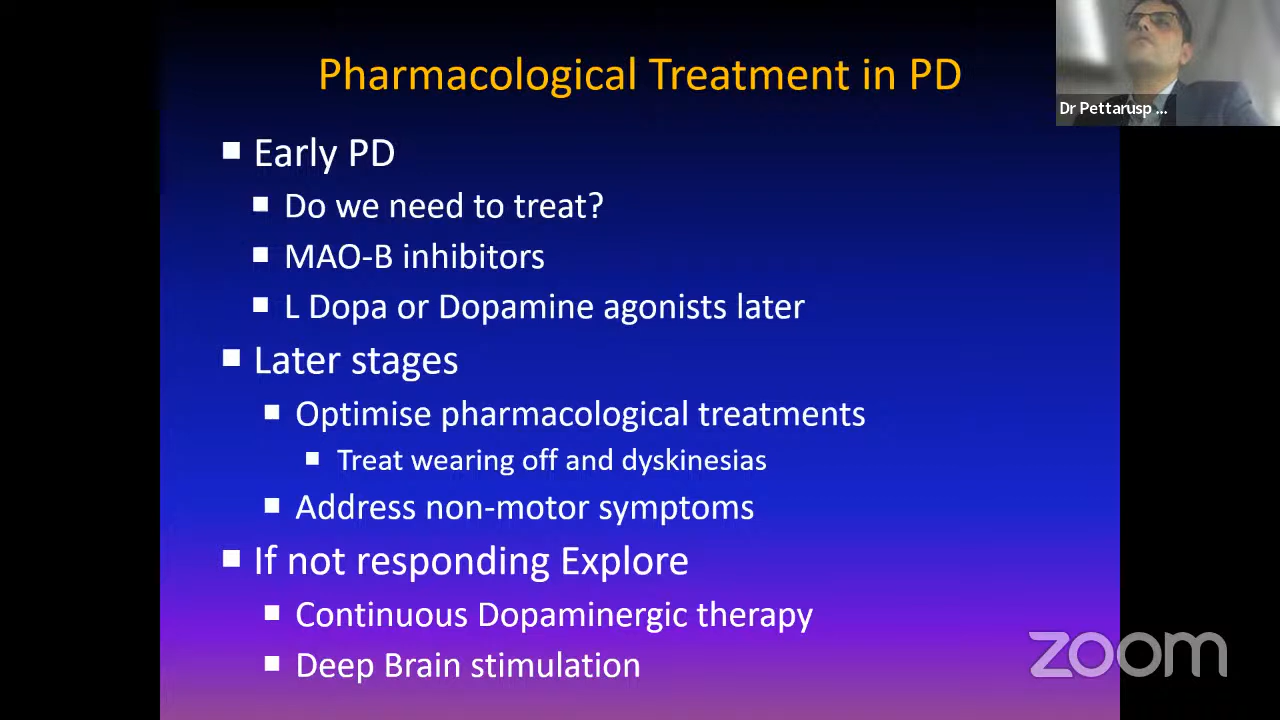 Pharmacological Treatment in PD
Dr Pettarusp ...
Early PD
Do we need to treat?
MAO-B inhibitors
L Dopa or Dopamine agonists later
Later stages
Optimise pharmacological treatments
Treat wearing off and dyskinesias
Address non-motor symptoms
If not responding Explore
Continuous Dopaminergic therapy
Deep Brain stimulation
zoom